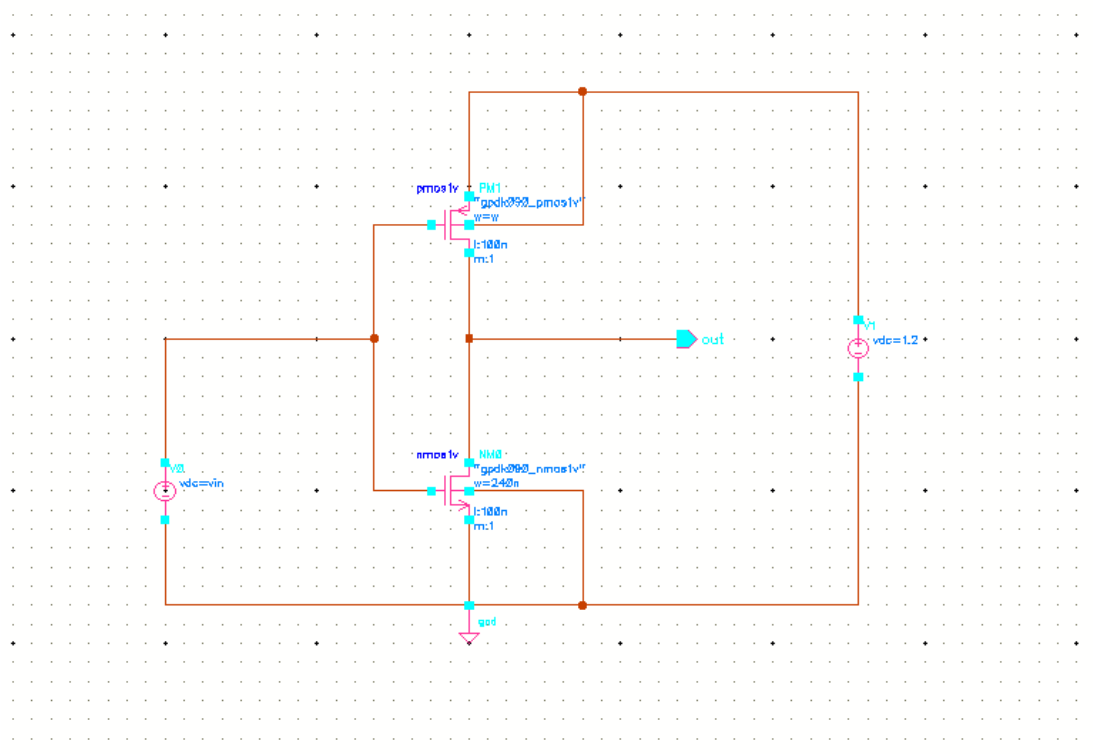 pmos1v PM1
"gpdk090_pmos1v"
w=w
l:100n
m:1
out
V1
vdc=1.2
nmos1v NM0
"gpdk090_nmos1v"
w=240n
l:100n
m:1
V0
vdc=vin
gnd